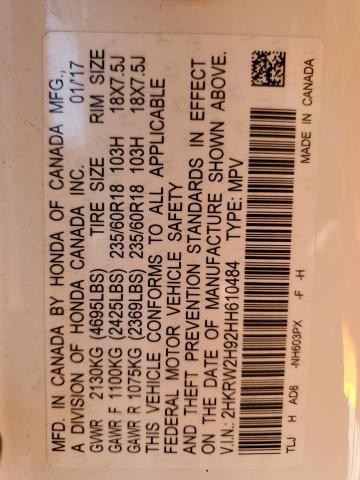 MFD. IN CANADA BY HONDA OF CANADA MFG.,
A DIVISION OF HONDA CANADA INC. 01/17
GVWR 2130KG (4695LBS) TIRE SIZE RIM SIZE
GAWR F 1100KG (2425LBS) 235/60R18 103H 18X7.5J
GAWR R 1075KG (2369LBS) 235/60R18 103H 18X7.5J
THIS VEHICLE CONFORMS TO ALL APPLICABLE
FEDERAL MOTOR VEHICLE SAFETY
AND THEFT PREVENTION STANDARDS IN EFFECT
ON THE DATE OF MANUFACTURE SHOWN ABOVE.
V.I.N.: 2HKRW2H92HH610484 TYPE: MPV
TLJ H AD8 -NH603PX -F -H MADE IN CANADA